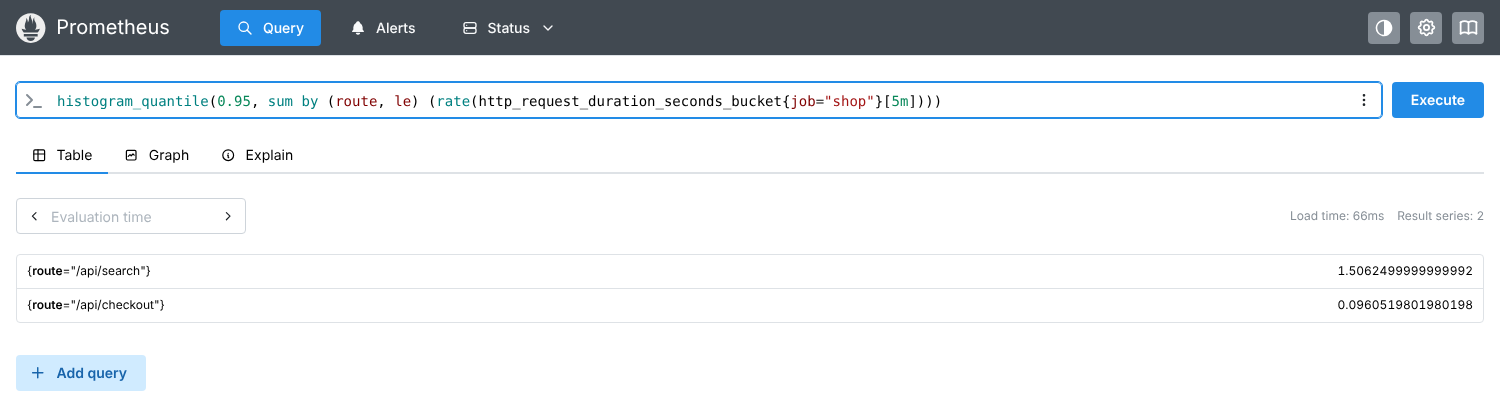 Prometheus Query Alerts Status
>_ histogram_quantile(0.95, sum by (route, le) (rate(http_request_duration_seconds_bucket{job="shop"}[5m]))) Execute
Table Graph Explain
Evaluation time Load time: 66ms Result series: 2
{route="/api/search"} 1.5062499999999992
{route="/api/checkout"} 0.0960519801980198
+ Add query